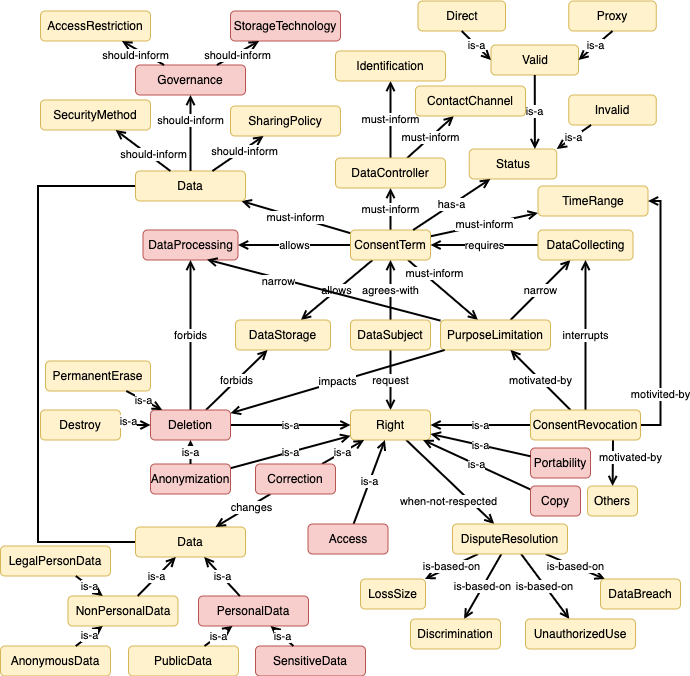 Direct
Proxy
AccessRestriction
StorageTechnology
is-a
is-a
should-inform
should-inform
Valid
Identification
Governance
ContactChannel
SecurityMethod
should-inform
SharingPolicy
must-inform
is-a
Invalid
must-inform
is-a
should-inform
should-inform
Status
Data
DataController
has-a
TimeRange
must-inform
must-inform
must-inform
DataProcessing
allows
ConsentTerm
requires
DataCollecting
must-inform
narrow
allows
agrees-with
narrow
forbids
DataStorage
DataSubject
PurposeLimitation
interrupts
PermanentErase
forbids
impacts
request
motivated-by
motivited-by
is-a
Destroy
is-a
Deletion
is-a
Right
is-a
ConsentRevocation
is-a
is-a
is-a
is-a
motivated-by
Anonymization
Correction
is-a
is-a
Portability
changes
when-not-respected
Copy
Others
Data
Access
DisputeResolution
LegalPersonData
is-a
is-a
is-a
is-based-on
is-based-on
is-based-on
is-based-on
LossSize
DataBreach
NonPersonalData
PersonalData
is-a
is-a
is-a
Discrimination
UnauthorizedUse
AnonymousData
PublicData
SensitiveData